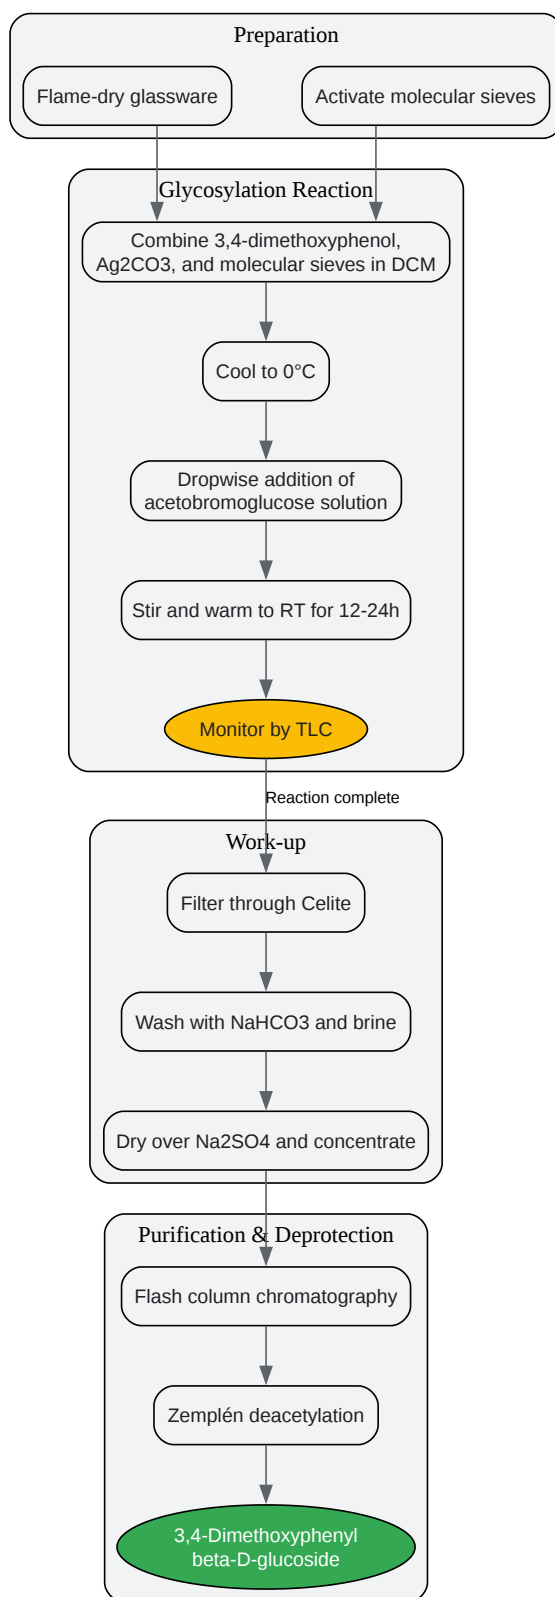 Preparation
Flame-dry glassware
Activate molecular sieves
Glycosylation Reaction
Combine 3,4-dimethoxyphenol,
Ag2CO3, and molecular sieves in DCM
Cool to 0°C
Dropwise addition of
acetobromoglucose solution
Stir and warm to RT for 12-24h
Monitor by TLC
Reaction complete
Work-up
Filter through Celite
Wash with NaHCO3 and brine
Dry over Na2SO4 and concentrate
Purification & Deprotection
Flash column chromatography
Zemplén deacetylation
3,4-Dimethoxyphenyl
beta-D-glucoside